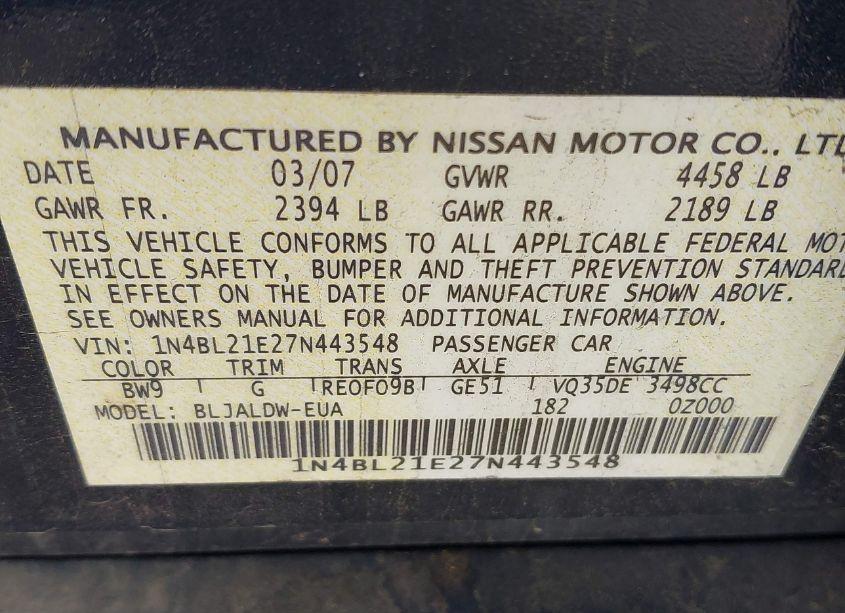 MANUFACTURED BY NISSAN MOTOR CO., LTD
DATE 03/07 GVWR 4458 LB
GAWR FR. 2394 LB GAWR RR. 2189 LB
THIS VEHICLE CONFORMS TO ALL APPLICABLE FEDERAL MOT
VEHICLE SAFETY, BUMPER AND THEFT PREVENTION STANDARD
IN EFFECT ON THE DATE OF MANUFACTURE SHOWN ABOVE.
SEE OWNERS MANUAL FOR ADDITIONAL INFORMATION.
VIN: 1N4BL21E27N443548 PASSENGER CAR
COLOR TRIM TRANS AXLE ENGINE
BW9 G RE0F09B GE51 VQ35DE 3498CC
MODEL: BLJALDW-EUA 182 0Z000
1N4BL21E27N443548